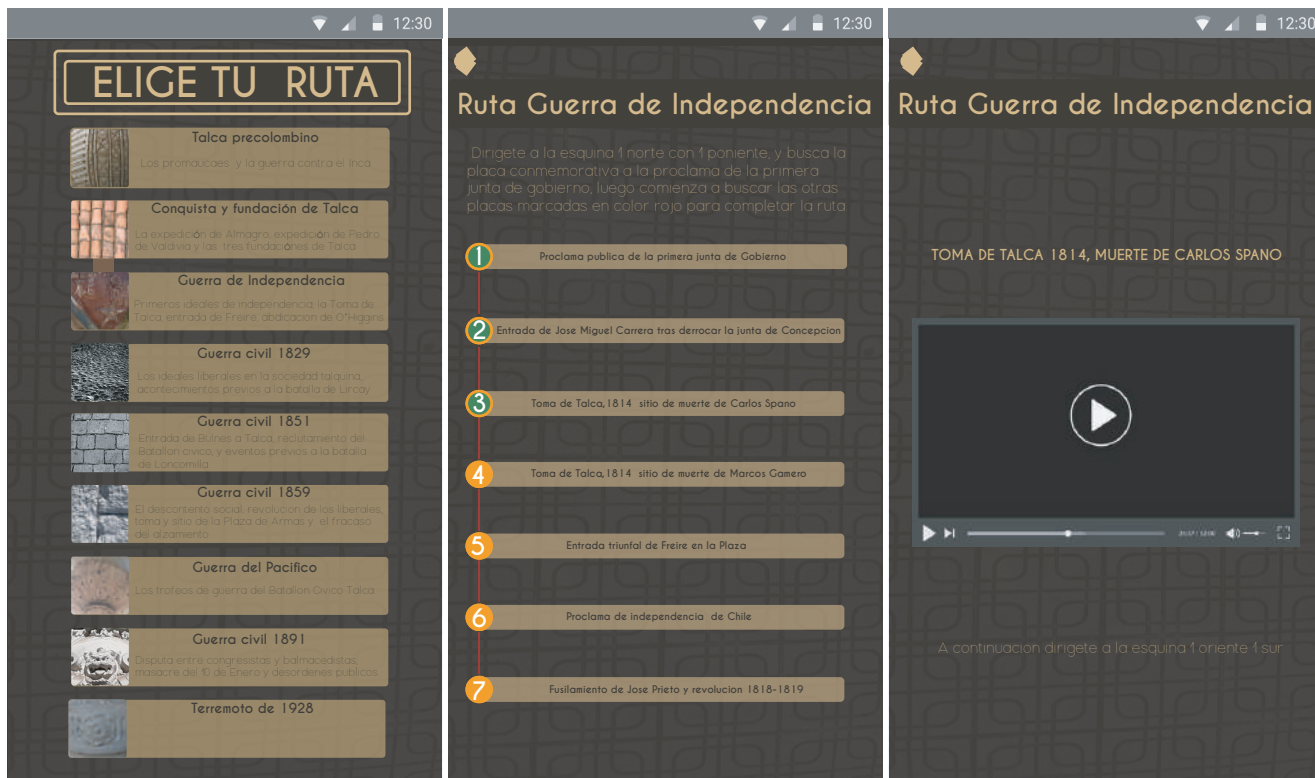 12:30
ELIGE TU RUTA
Talca precolombino
Los promaucaes y la guerra contra el Inca
Conquista y fundación de Talca
La expedición de Almagro, expedición de Pedro
de Valdivia y las tres fundaciones de Talca
Guerra de Independencia
Primeros ideales de independencia, la Toma de
Talca, entrada de Freire, abdicacion de O'Higgins
Guerra civil 1829
Los ideales liberales en la sociedad talquina,
acontecimientos previos a la batalla de Lircay
Guerra civil 1851
Entrada de Bulnes a Talca, reclutamiento del
Batallon civico, y eventos previos a la batalla
de Loncomilla
Guerra civil 1859
El descontento social, revolucion de los liberales,
toma y sitio de la Plaza de Armas y el fracaso
del alzamiento
Guerra del Pacifico
Los trofeos de guerra del Batallon Civico Talca
Guerra civil 1891
Disputa entre congresistas y balmacedistas,
masacre del 10 de Enero y desordenes publicos
Terremoto de 1928
12:30
Ruta Guerra de Independencia
Dirigete a la esquina 1 norte con 1 poniente, y busca la
placa conmemorativa a la proclama de la primera
junta de gobierno, luego comienza a buscar las otras
placas marcadas en color rojo para completar la ruta
1 Proclama publica de la primera junta de Gobierno
2 Entrada de Jose Miguel Carrera tras derrocar la junta de Concepcion
3 Toma de Talca, 1814 sitio de muerte de Carlos Spano
4 Toma de Talca, 1814 sitio de muerte de Marcos Gamero
5 Entrada triunfal de Freire en la Plaza
6 Proclama de independencia de Chile
7 Fusilamiento de Jose Prieto y revolucion 1818-1819
12:30
Ruta Guerra de Independencia
TOMA DE TALCA 1814, MUERTE DE CARLOS SPANO
A continuacion dirigete a la esquina 1 oriente 1 sur